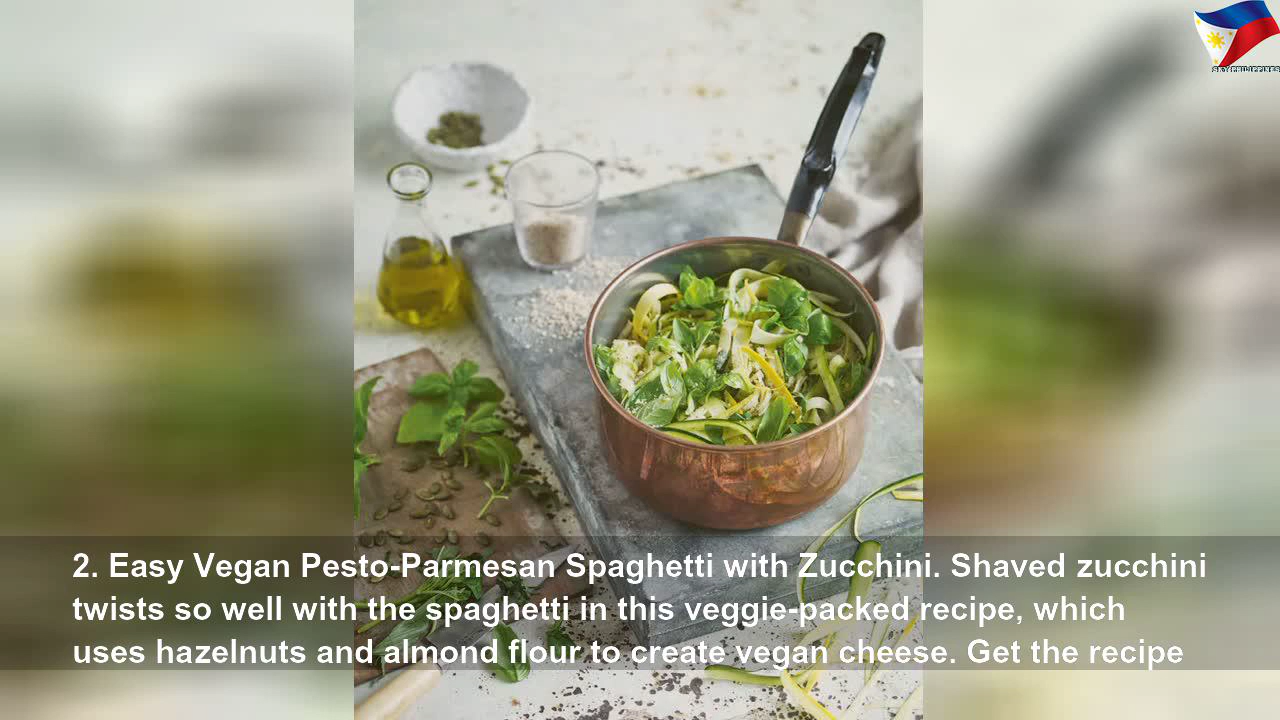 SKYPHILIPPINES
2. Easy Vegan Pesto-Parmesan Spaghetti with Zucchini. Shaved zucchini
twists so well with the spaghetti in this veggie-packed recipe, which
uses hazelnuts and almond flour to create vegan cheese. Get the recipe